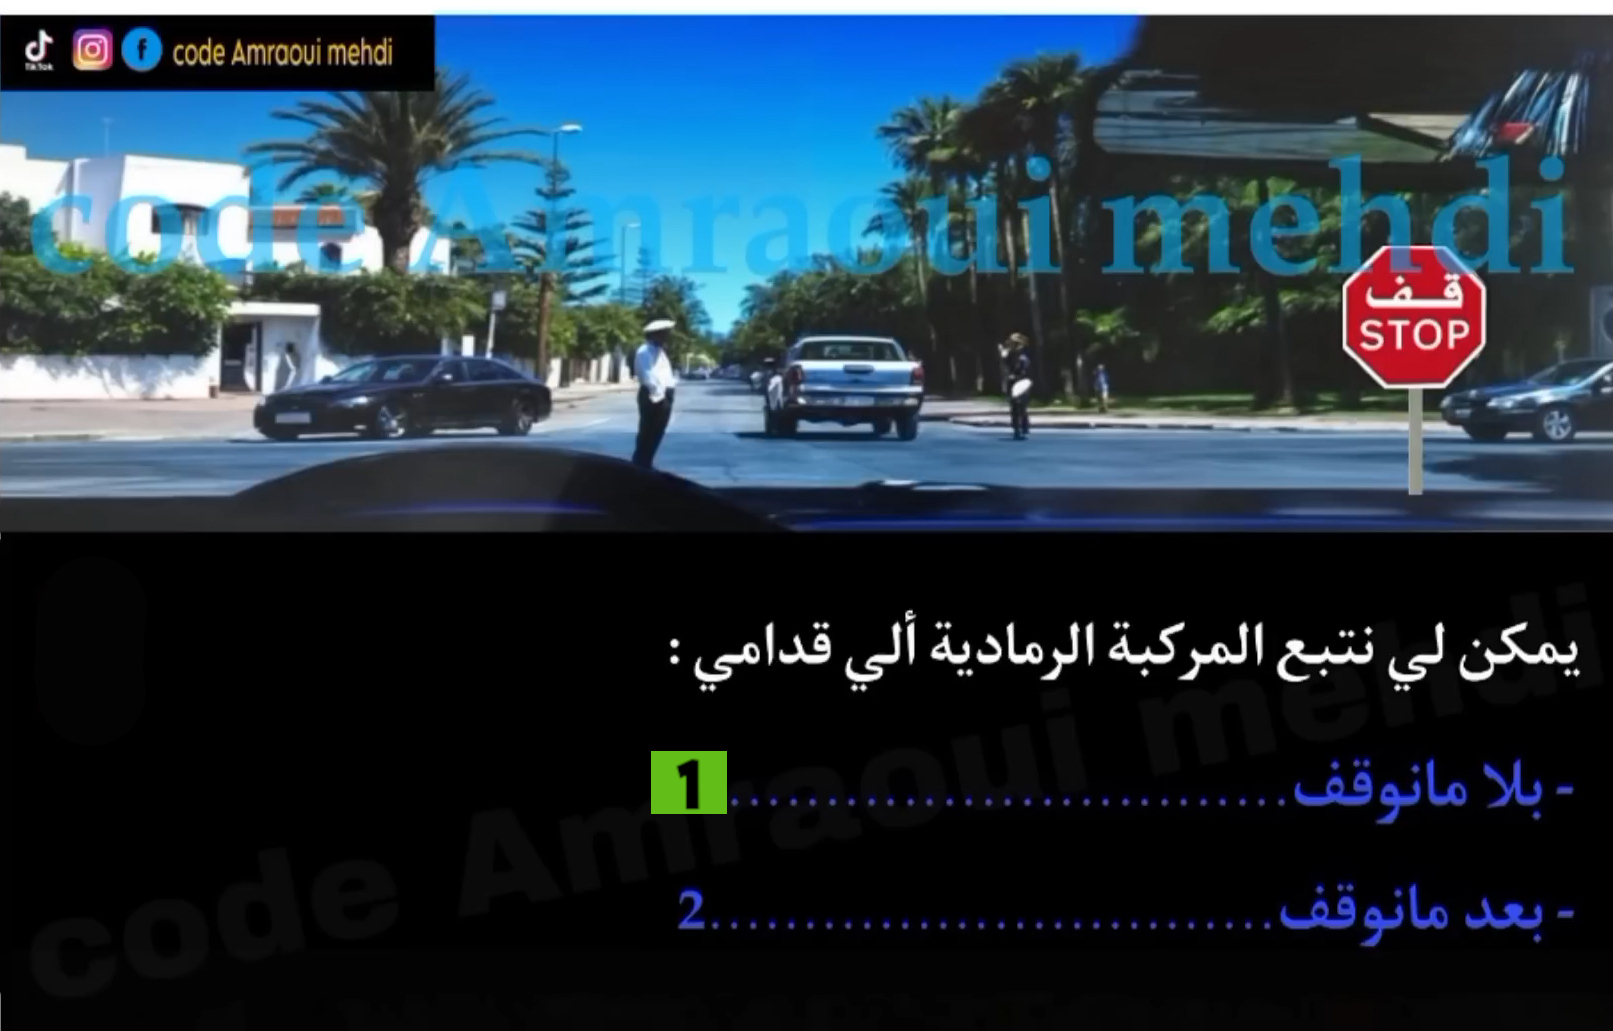 TikTok
code Amraoui mehdi
code Amraoui mehdi
قف
STOP
يمكن لي نتبع المركبة الرمادية ألي قدامي :
- بلا مانوقف..............................1
- بعد مانوقف..............................2
code Amraoui mehdi